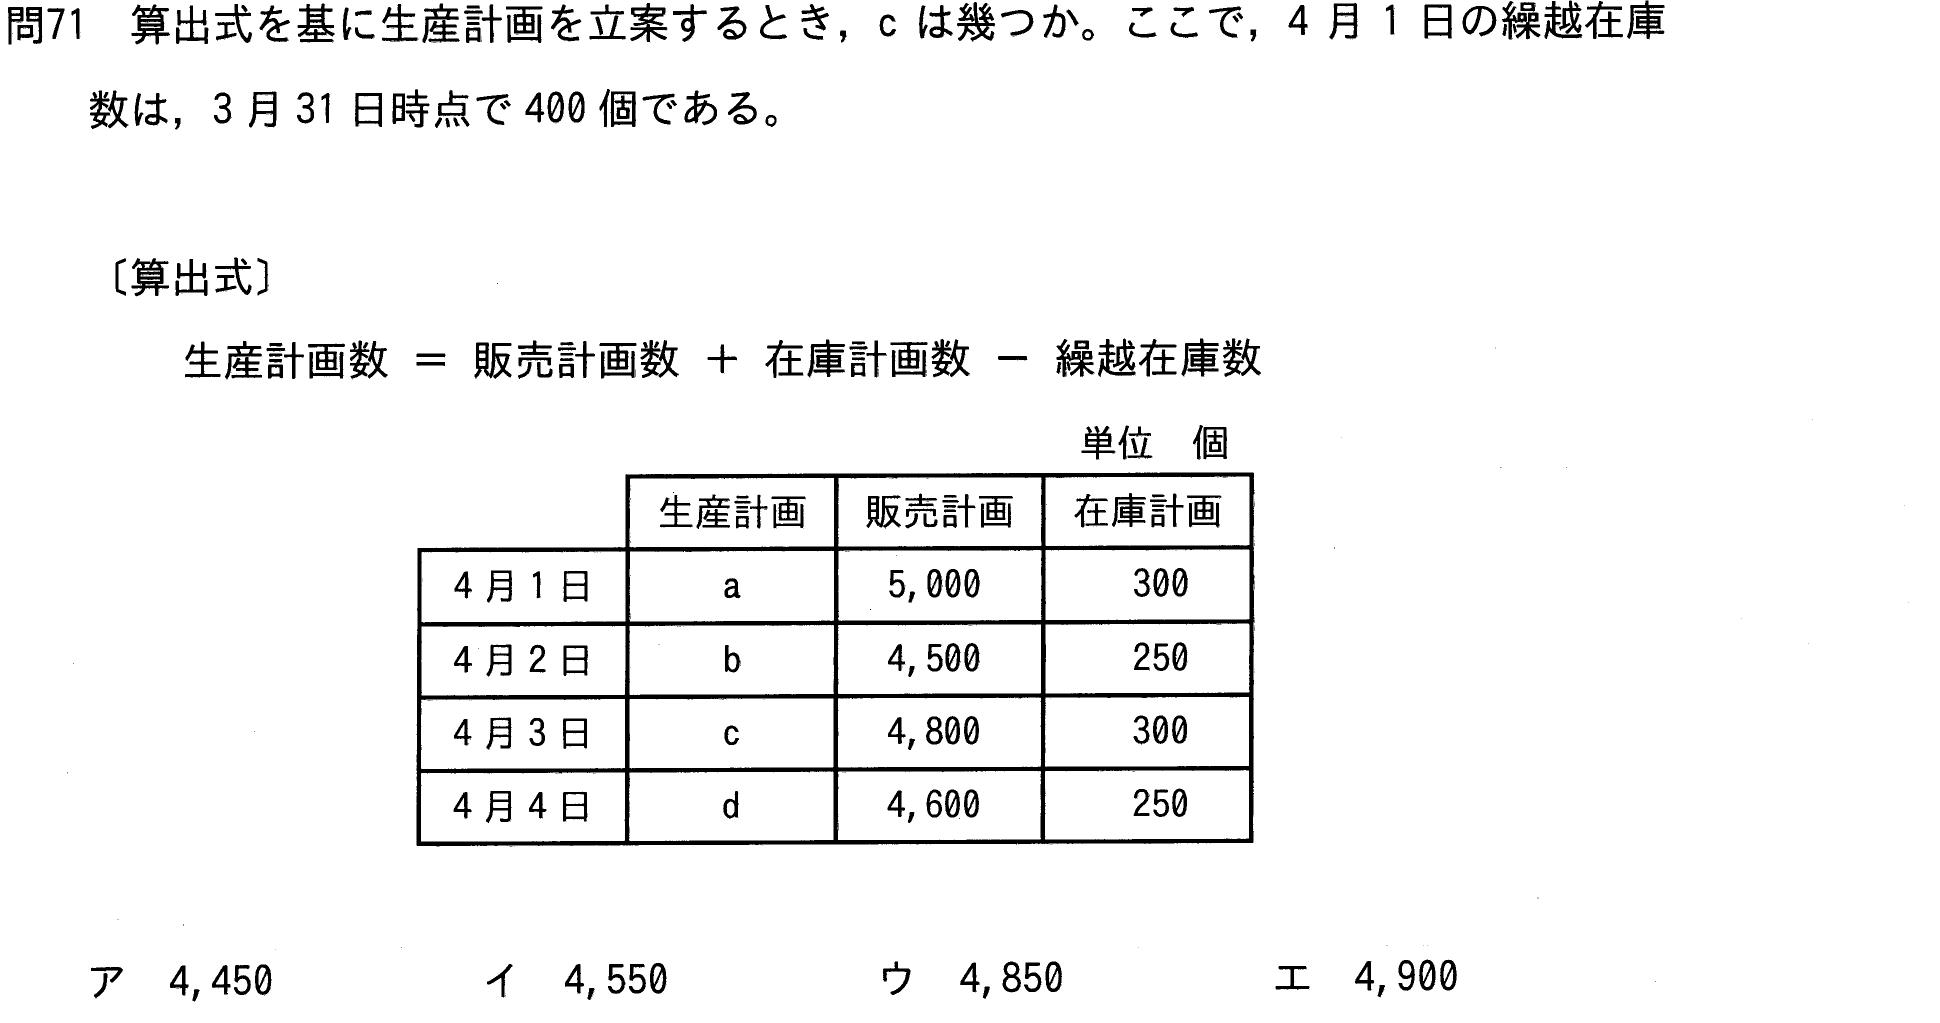 問71　算出式を基に生産計画を立案するとき，c は幾つか。ここで，4 月 1 日の繰越在庫
数は，3 月 31 日時点で 400 個である。
〔算出式〕
生産計画数 ＝ 販売計画数 ＋ 在庫計画数 － 繰越在庫数
単位　個
生産計画 販売計画 在庫計画
4 月 1 日 a 5,000 300
4 月 2 日 b 4,500 250
4 月 3 日 c 4,800 300
4 月 4 日 d 4,600 250
ア　4,450 イ　4,550 ウ　4,850 エ　4,900